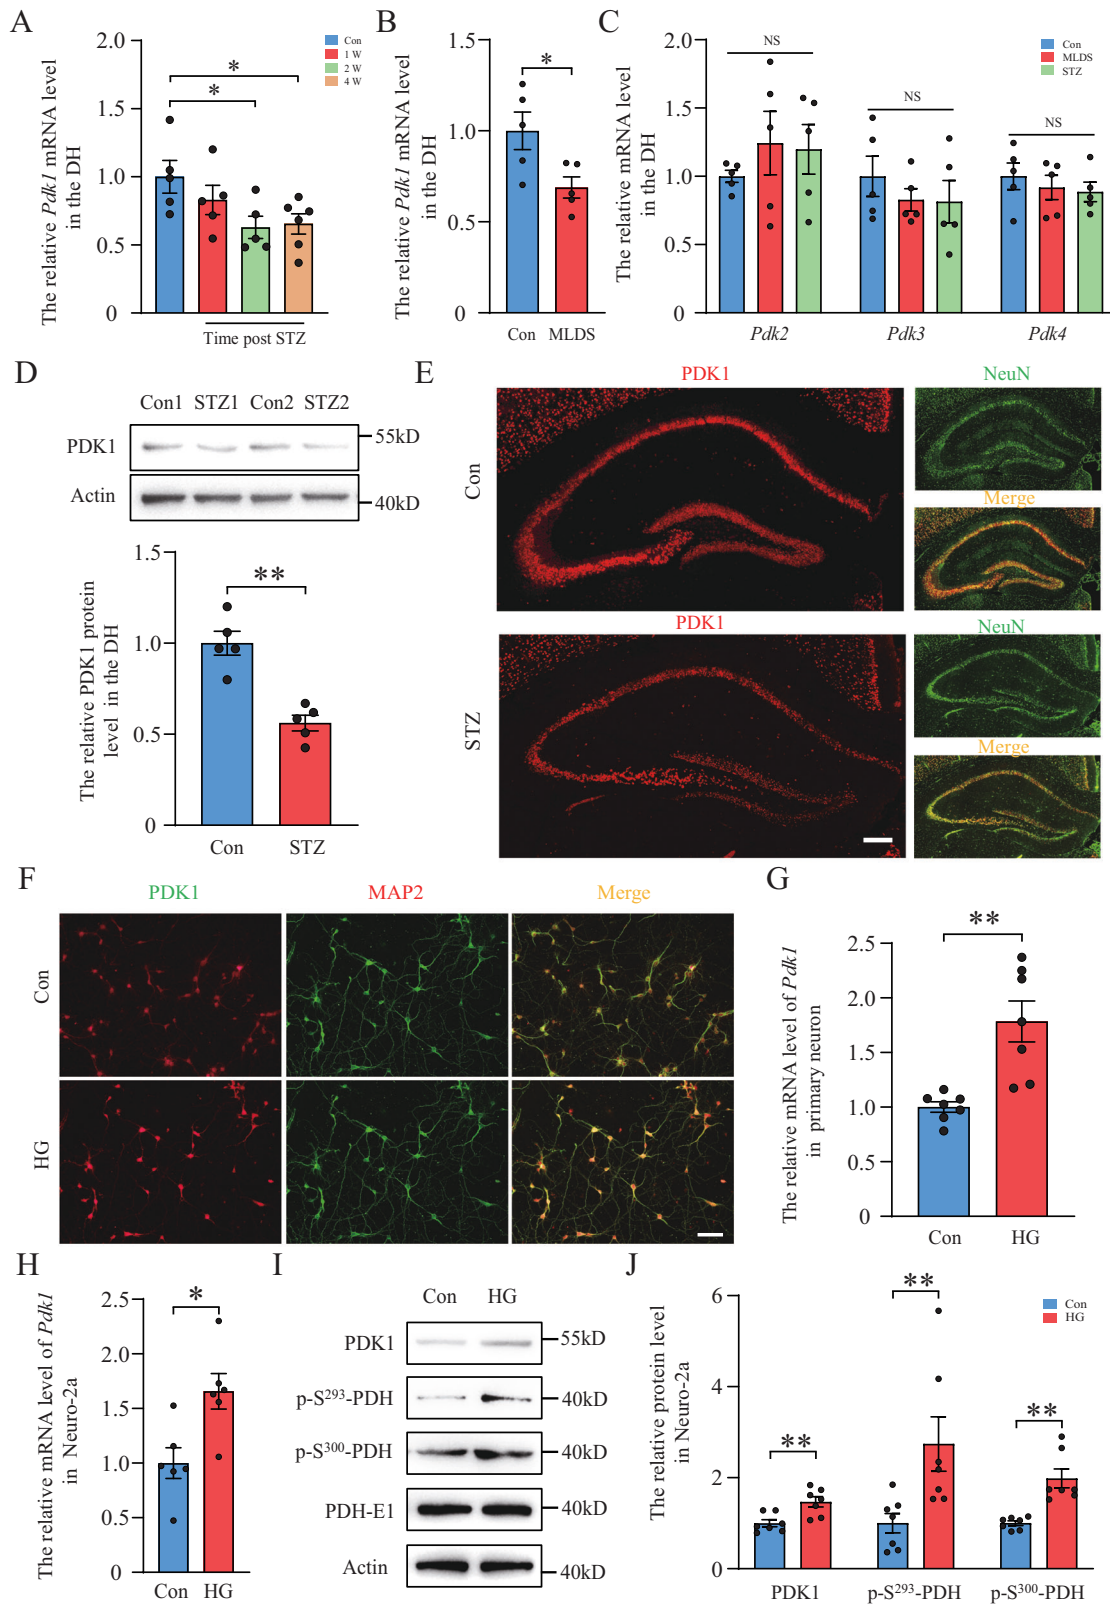 A
The relative Pdk1 mRNA level
in the DH
2.0
1.5
1.0
0.5
0
*
*
Con
1 W
2 W
4 W
Time post STZ
B
The relative Pdk1 mRNA level
in the DH
1.5
1.0
0.5
0
*
Con MLDS
C
The relative mRNA level
in the DH
2.0
1.5
1.0
0.5
0
NS
NS
NS
Con
MLDS
STZ
Pdk2 Pdk3 Pdk4
D
Con1 STZ1 Con2 STZ2
PDK1
55kD
Actin
40kD
The relative PDK1 protein
level in the DH
1.5
1.0
0.5
0
**
Con STZ
E
PDK1
NeuN
Con
Merge
PDK1
NeuN
STZ
Merge
F
PDK1 MAP2 Merge
Con
HG
G
The relative mRNA level of Pdk1
in primary neuron
2.5
2.0
1.5
1.0
0.5
0
**
Con HG
H
The relative mRNA level of Pdk1
in Neuro-2a
2.5
2.0
1.5
1.0
0.5
0
*
Con HG
I
Con HG
PDK1 55kD
p-S293-PDH 40kD
p-S300-PDH 40kD
PDH-E1 40kD
Actin 40kD
J
The relative protein level
in Neuro-2a
6
4
2
0
**
**
**
Con
HG
PDK1 p-S293-PDH p-S300-PDH